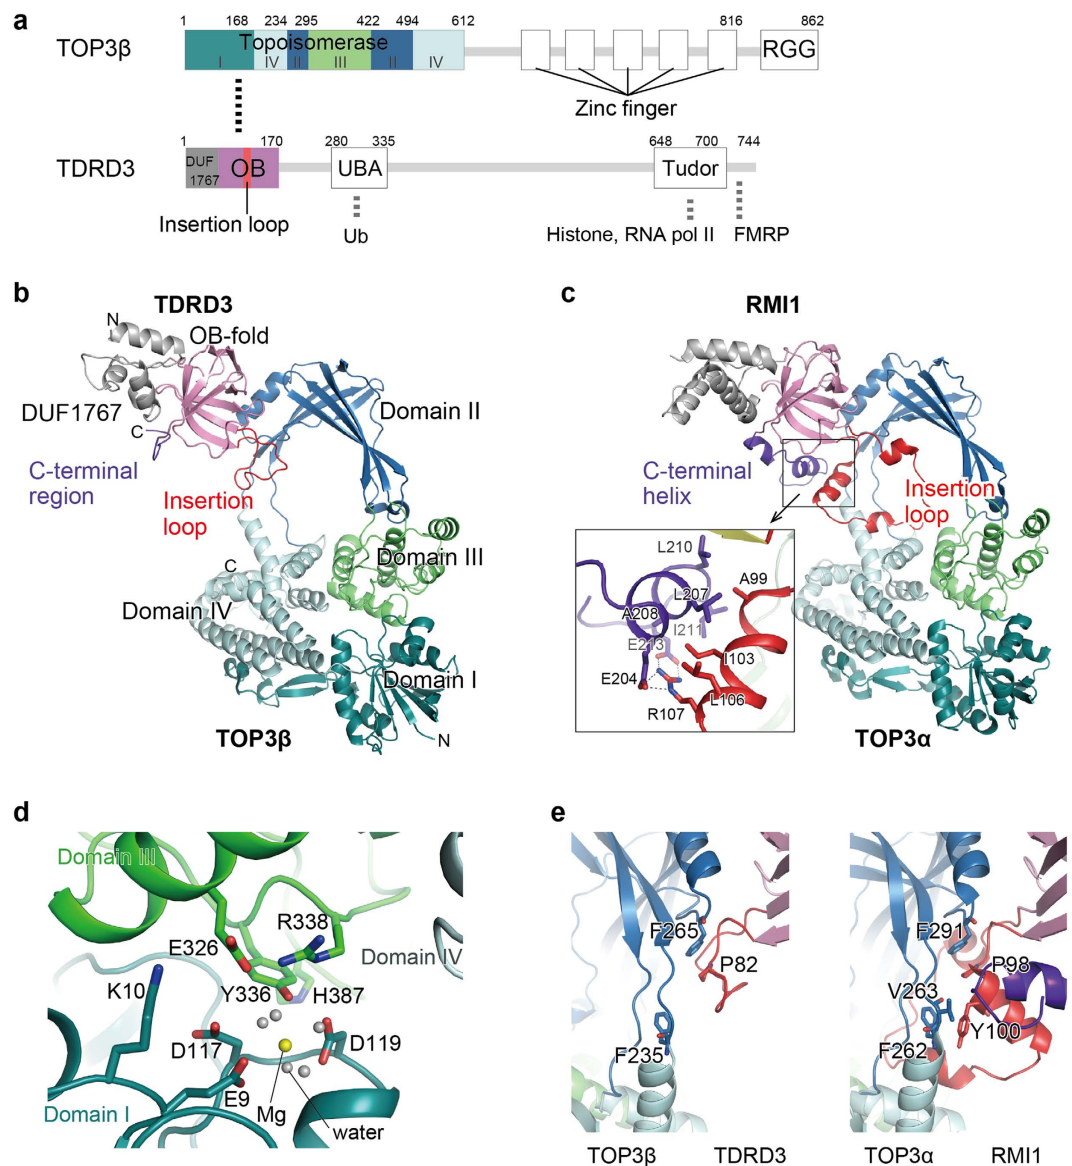 a
1 168 234 295 422 494 612 816 862
TOP3β
Topoisomerase
I IV II III II IV
RGG
Zinc finger
1 170 280 335 648 700 744
TDRD3
DUF
1767
OB
UBA
Tudor
Insertion loop
Ub
Histone, RNA pol II
FMRP
b
TDRD3
N
OB-fold
DUF1767
C
Domain II
C-terminal
region
Insertion
loop
C
Domain III
Domain IV
Domain I
TOP3β
N
c
RMI1
C-terminal
helix
Insertion
loop
L210
A99
L207
A208
I211
E213
I103
E204
L106
R107
TOP3α
d
Domain III
R338
E326
Domain IV
K10
Y336
H387
D117
D119
E9
Domain I
Mg
water
e
F265
P82
F235
TOP3β TDRD3
F291
P98
V263
Y100
F262
TOP3α RMI1